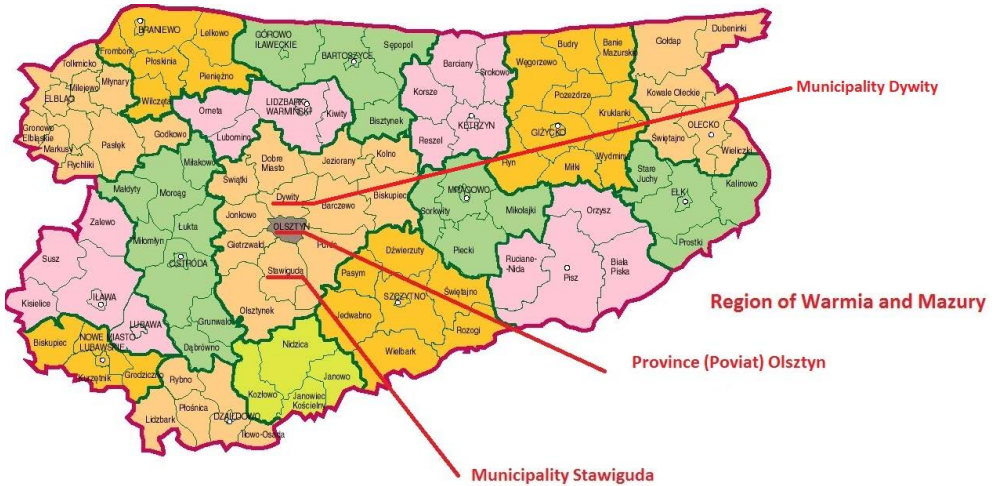 BRANIEWO
Lelkowo
Frombork
Płoskinia
Pieniężno
Wilczęta
GÓROWO
IŁAWECKIE
Sępopol
BARTOSZYCE
Bisztynek
Barciany
Srokowo
Korsze
KĘTRZYN
Reszel
Budry
Banie
Mazurskie
Węgorzewo
Pozezdrze
Kruklanki
GIŻYCKO
Wydminy
Ryn
Miłki
Dubeninki
Gołdap
Kowale Oleckie
OLECKO
Świętajno
Wieliczki
Tolkmicko
Młynary
Milejewo
ELBLĄG
Gronowo
Elbląskie
Markusy
Rychliki
Pasłęk
Godkowo
Orneta
LIDZBARK
WARMIŃSKI
Kiwity
Lubomino
Miłakowo
Małdyty
Morąg
Łukta
Miłomłyn
OSTRÓDA
Grunwald
Dąbrówno
Dobre
Miasto
Jeziorany
Kolno
Świątki
Dywity
Barczewo
Biskupiec
Jonkowo
OLSZTYN
Gietrzwałd
Purda
Stawiguda
Olsztynek
MRĄGOWO
Sorkwity
Mikołajki
Piecki
Stare
Juchy
EŁK
Kalinowo
Prostki
Orzysz
Ruciane-
Nida
Pisz
Biała
Piska
Zalewo
Susz
Kisielice
IŁAWA
LUBAWA
Dźwierzuty
Pasym
SZCZYTNO
Świętajno
Jedwabno
Rozogi
Wielbark
Biskupiec
NOWE MIASTO
LUBAWSKIE
Kurzętnik
Grodziczno
Rybno
Płośnica
Lidzbark
DZIAŁDOWO
Iłowo-Osada
Nidzica
Kozłowo
Janowo
Janowiec
Kościelny
Municipality Dywity
Region of Warmia and Mazury
Province (Poviat) Olsztyn
Municipality Stawiguda